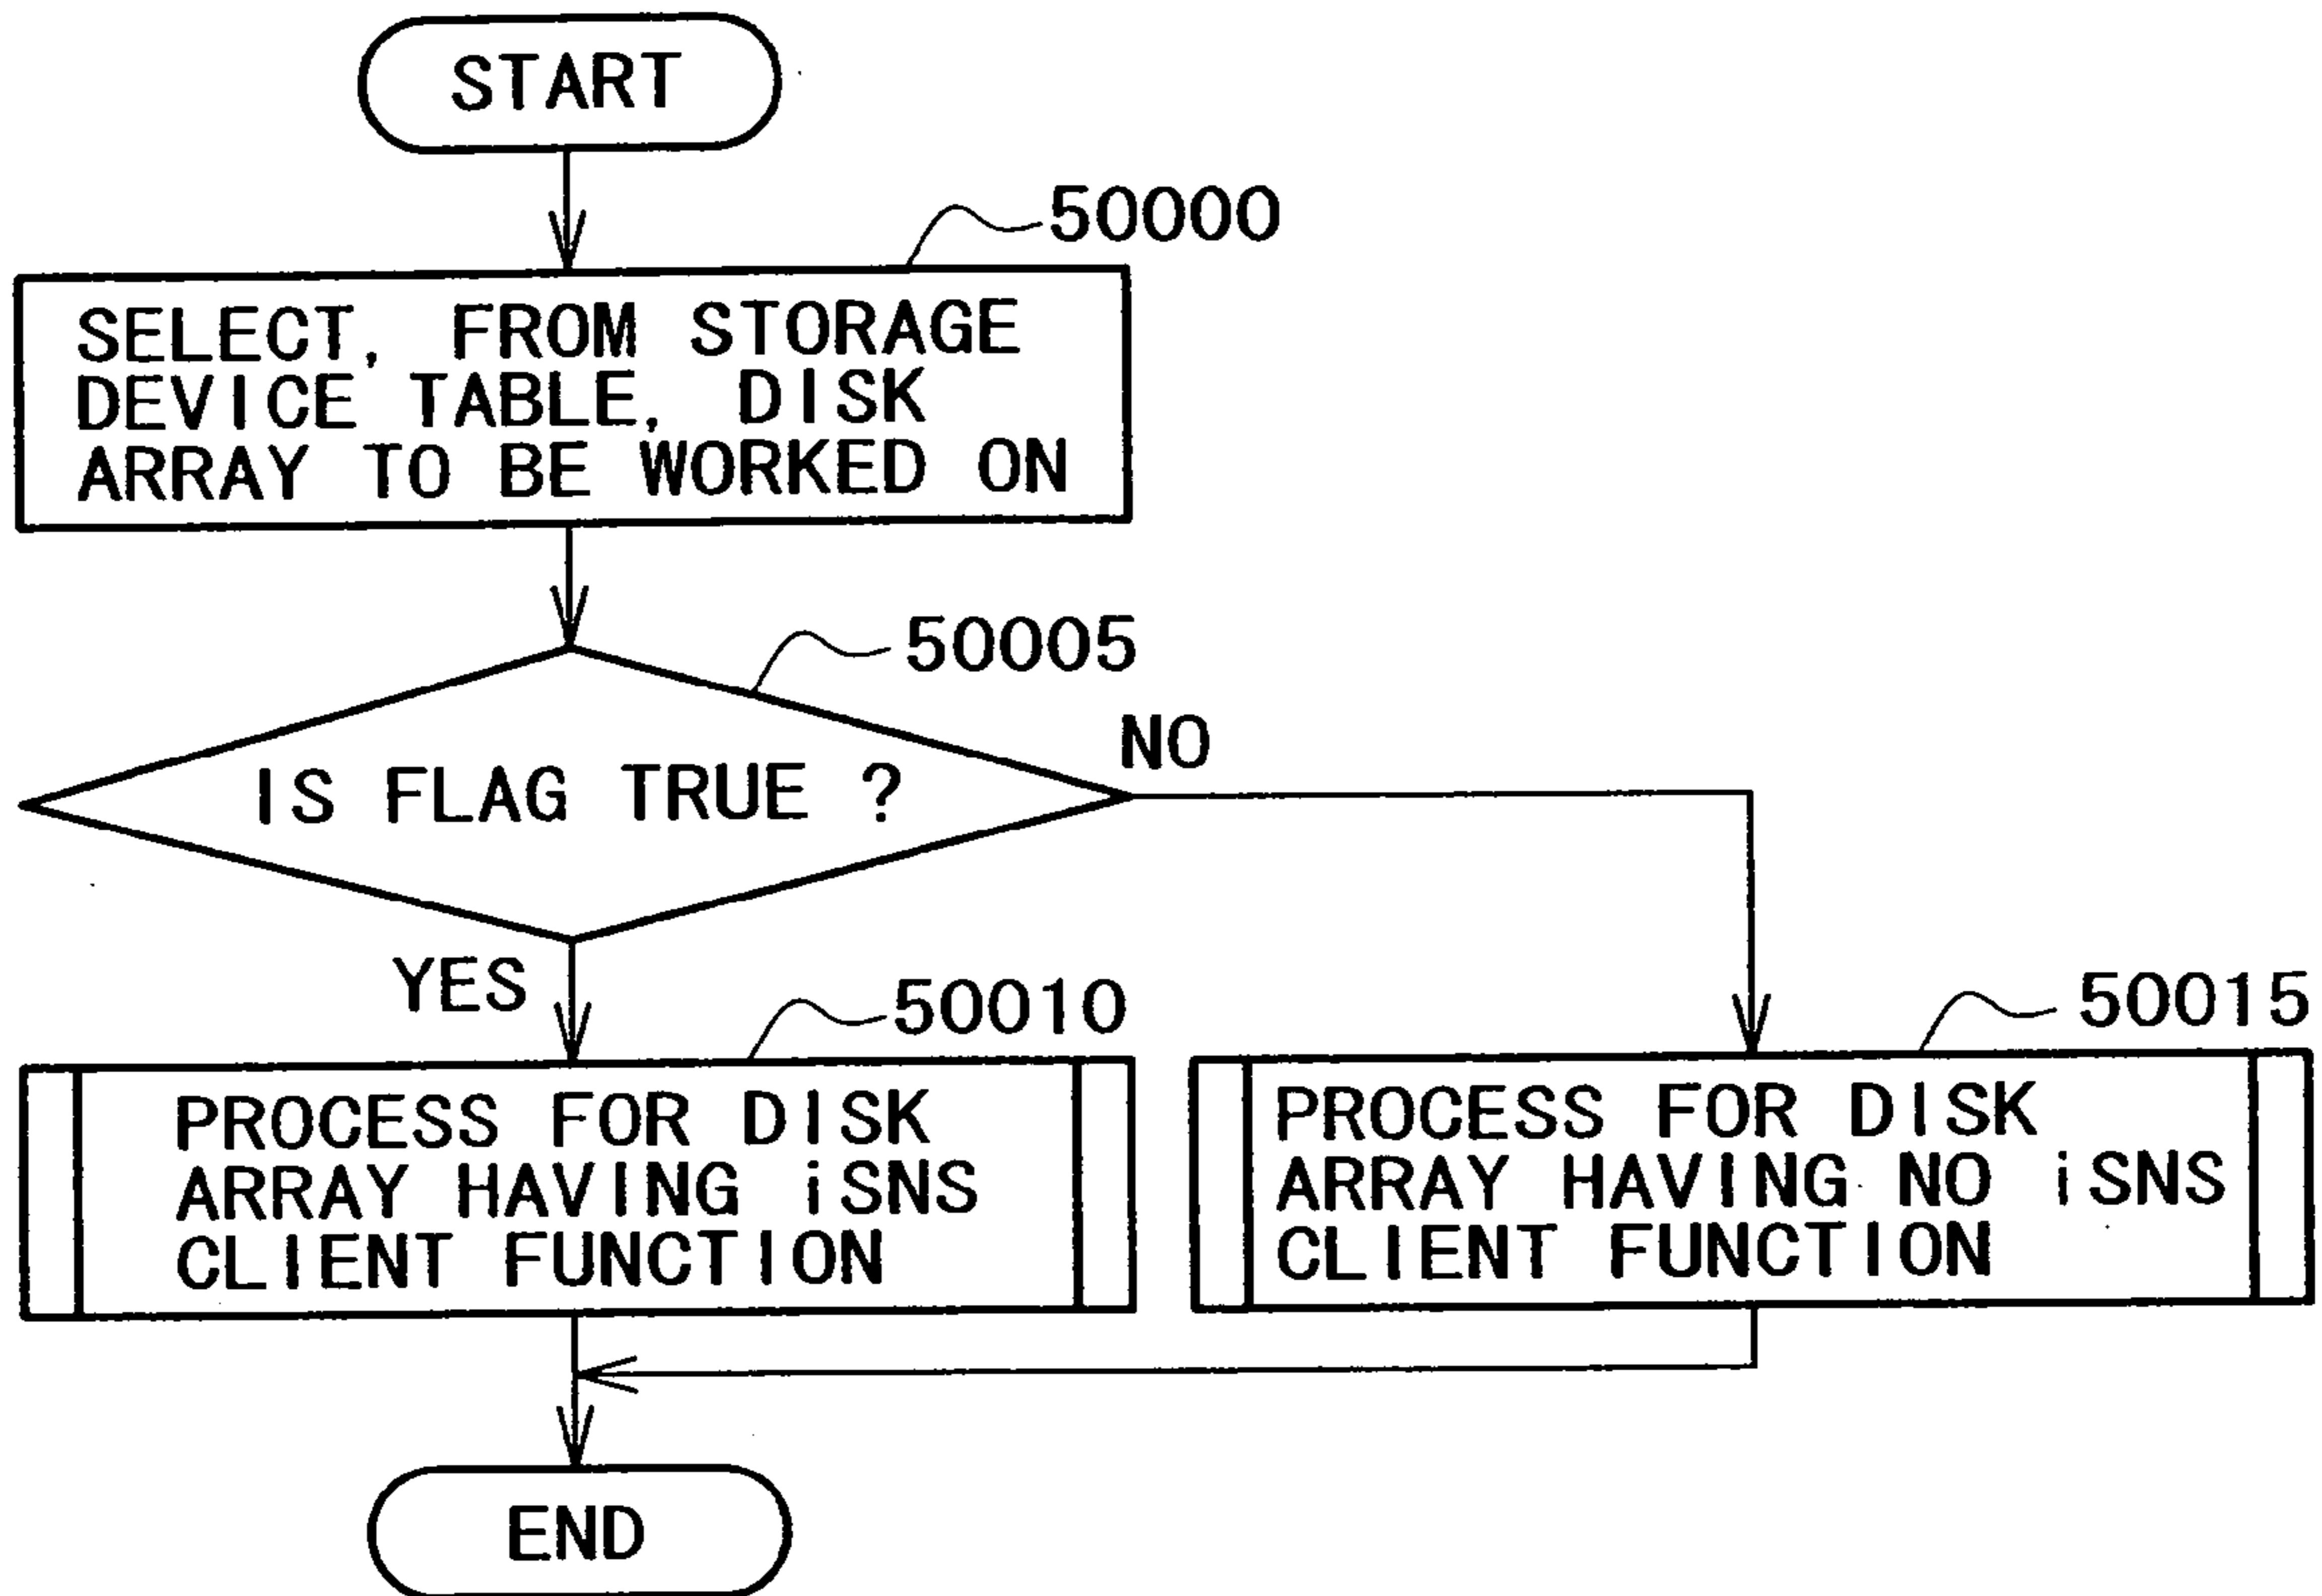 START
50000
SELECT, FROM STORAGE
DEVICE TABLE, DISK
ARRAY TO BE WORKED ON
50005
IS FLAG TRUE ?
NO
YES
50010
PROCESS FOR DISK
ARRAY HAVING iSNS
CLIENT FUNCTION
50015
PROCESS FOR DISK
ARRAY HAVING NO iSNS
CLIENT FUNCTION
END